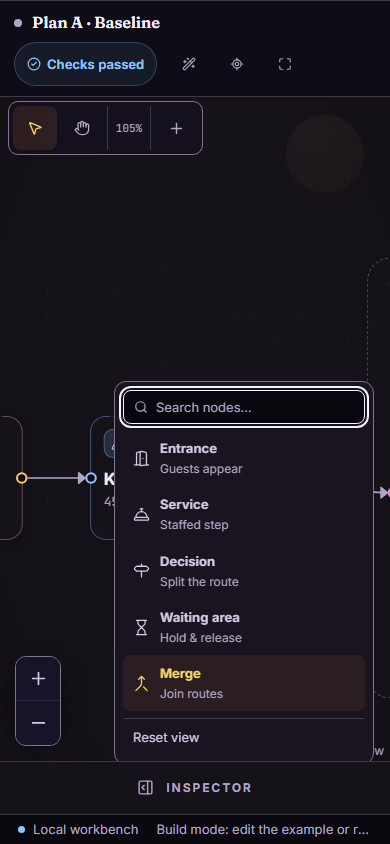 Plan A · Baseline
Checks passed
105%
Search nodes...
Entrance
Guests appear
Service
Staffed step
K
45
Decision
Split the route
Waiting area
Hold & release
Merge
Join routes
Reset view
w
INSPECTOR
Local workbench
Build mode: edit the example or r...